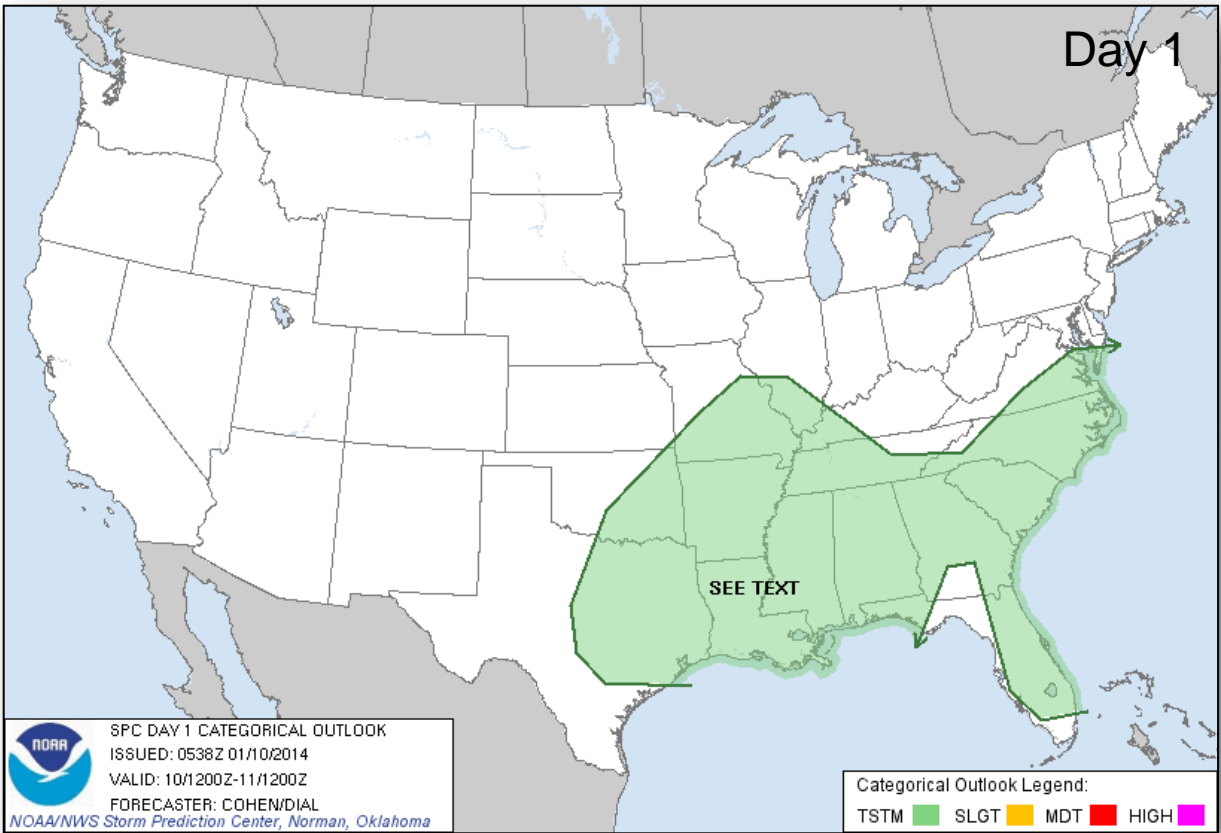 Day 1
SEE TEXT
NOAA
SPC DAY 1 CATEGORICAL OUTLOOK
ISSUED: 0538Z 01/10/2014
VALID: 10/1200Z-11/1200Z
FORECASTER: COHEN/DIAL
NOAA/NWS Storm Prediction Center, Norman, Oklahoma
Categorical Outlook Legend:
TSTM SLGT MDT HIGH